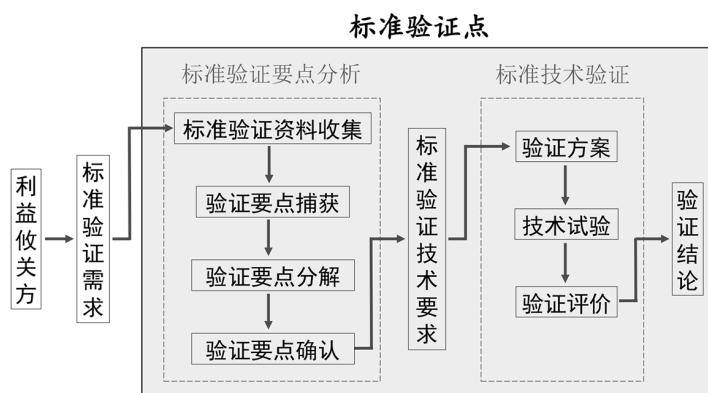 标准验证点
标准验证要点分析
标准技术验证
利益攸关方
标准验证需求
标准验证资料收集
验证要点捕获
验证要点分解
验证要点确认
标准验证技术要求
验证方案
技术试验
验证评价
验证结论